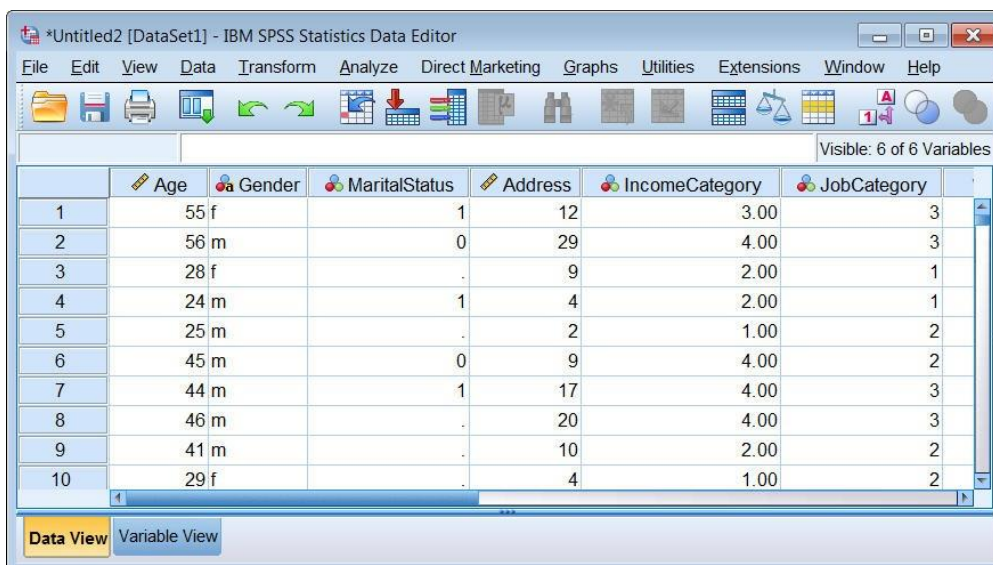 *Untitled2 [DataSet1] - IBM SPSS Statistics Data Editor
File Edit View Data Transform Analyze Direct Marketing Graphs Utilities Extensions Window Help
Visible: 6 of 6 Variables
Age Gender MaritalStatus Address IncomeCategory JobCategory
1 55 f 1 12 3.00 3
2 56 m 0 29 4.00 3
3 28 f . 9 2.00 1
4 24 m 1 4 2.00 1
5 25 m . 2 1.00 2
6 45 m 0 9 4.00 2
7 44 m 1 17 4.00 3
8 46 m . 20 4.00 3
9 41 m . 10 2.00 2
10 29 f . 4 1.00 2
Data View Variable View